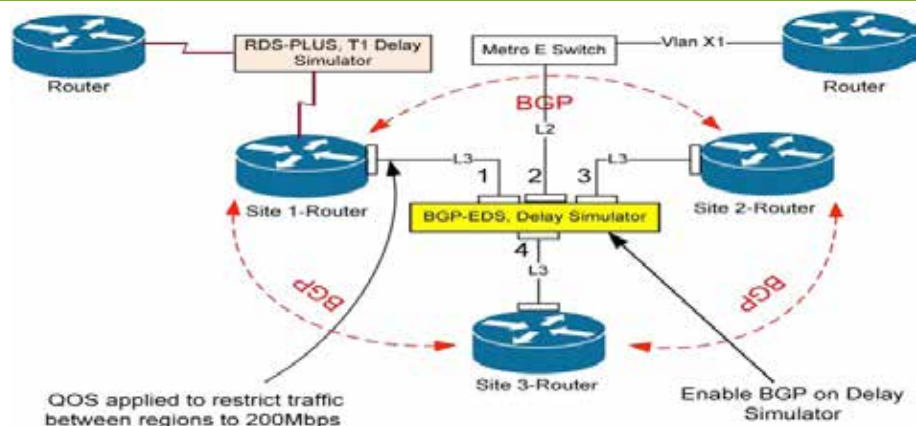 RDS-PLUS, T1 Delay
Simulator
Metro E Switch
Vlan X1
Router
Router
BGP
L2
L3
L3
1
2
3
Site 1-Router
BGP-EDS, Delay Simulator
Site 2-Router
4
L3
BGP
BGP
Site 3-Router
QOS applied to restrict traffic
between regions to 200Mbps
Enable BGP on Delay
Simulator